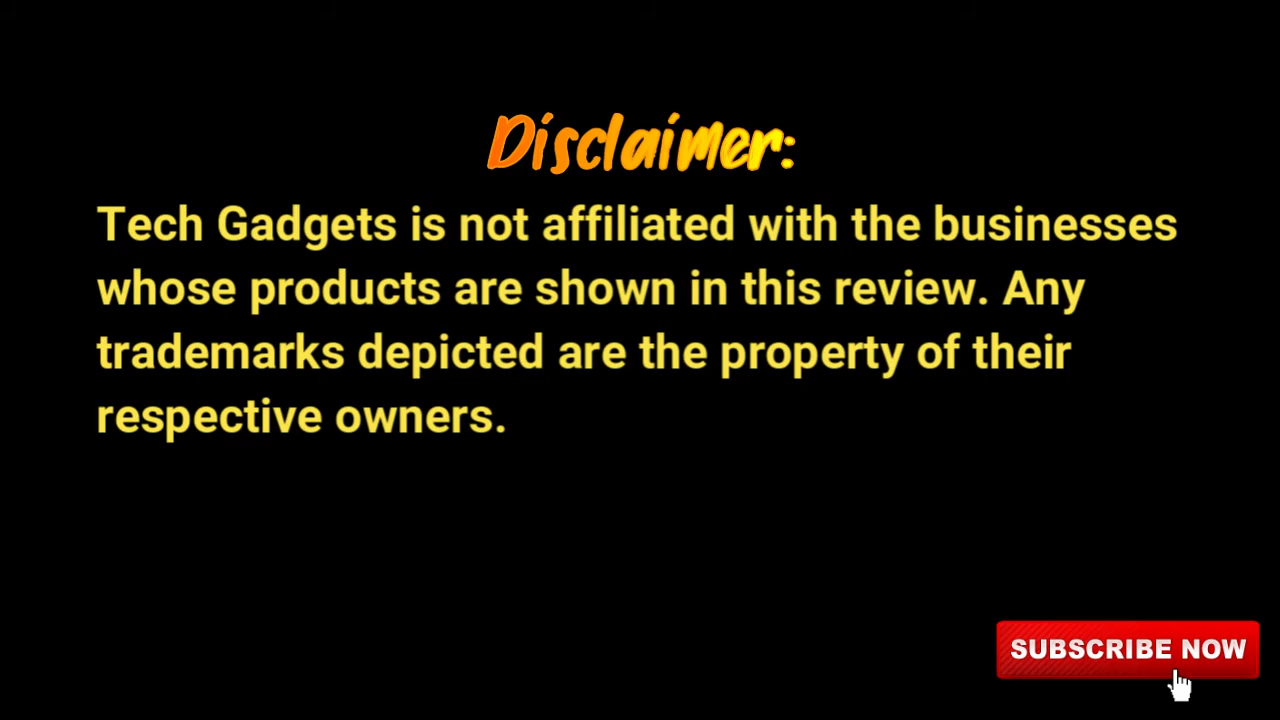 Disclaimer:
Tech Gadgets is not affiliated with the businesses
whose products are shown in this review. Any
trademarks depicted are the property of their
respective owners.
SUBSCRIBE NOW